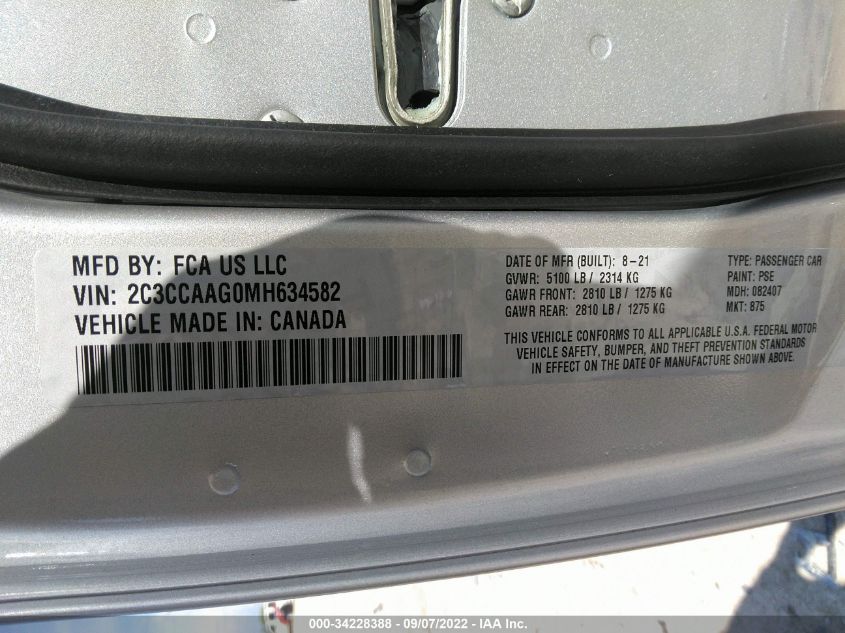 MFD BY: FCA US LLC
VIN: 2C3CCAAG0MH634582
VEHICLE MADE IN: CANADA
DATE OF MFR (BUILT): 8-21
GVWR: 5100 LB / 2314 KG
GAWR FRONT: 2810 LB / 1275 KG
GAWR REAR: 2810 LB / 1275 KG
TYPE: PASSENGER CAR
PAINT: PSE
MDH: 082407
MKT: 875
THIS VEHICLE CONFORMS TO ALL APPLICABLE U.S.A. FEDERAL MOTOR
VEHICLE SAFETY, BUMPER, AND THEFT PREVENTION STANDARDS
IN EFFECT ON THE DATE OF MANUFACTURE SHOWN ABOVE.
000-34228388 - 09/07/2022 - IAA Inc.